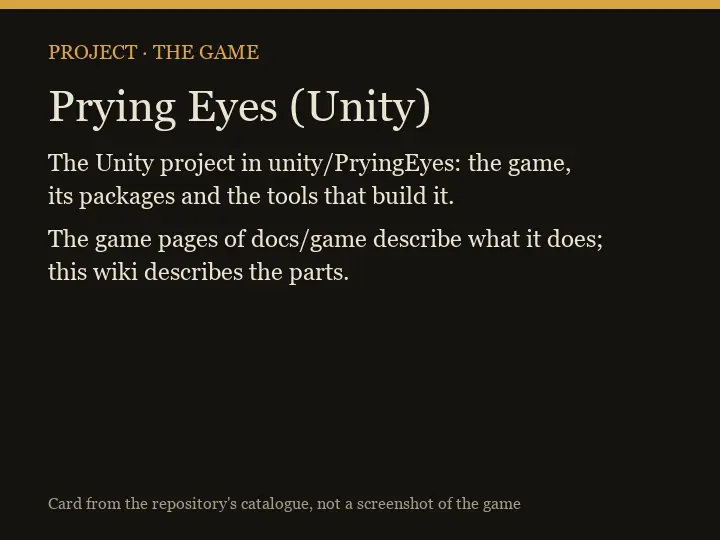 PROJECT · THE GAME
Prying Eyes (Unity)
The Unity project in unity/PryingEyes: the game,
its packages and the tools that build it.
The game pages of docs/game describe what it does;
this wiki describes the parts.
Card from the repository's catalogue, not a screenshot of the game